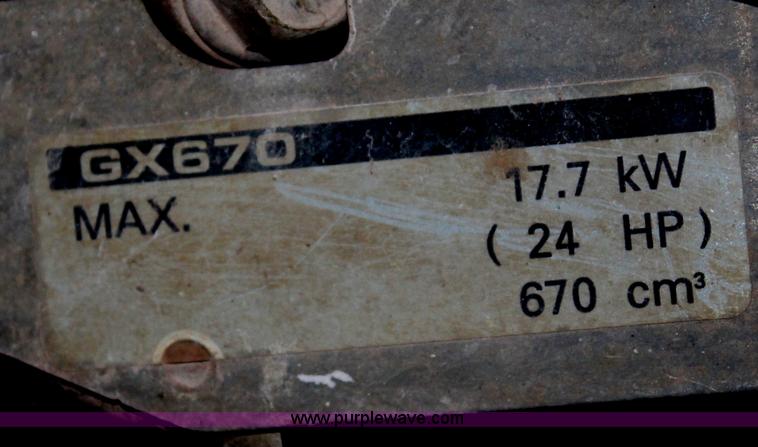 GX670
MAX. 17.7 kW
( 24 HP )
670 cm³
www.purplewave.com